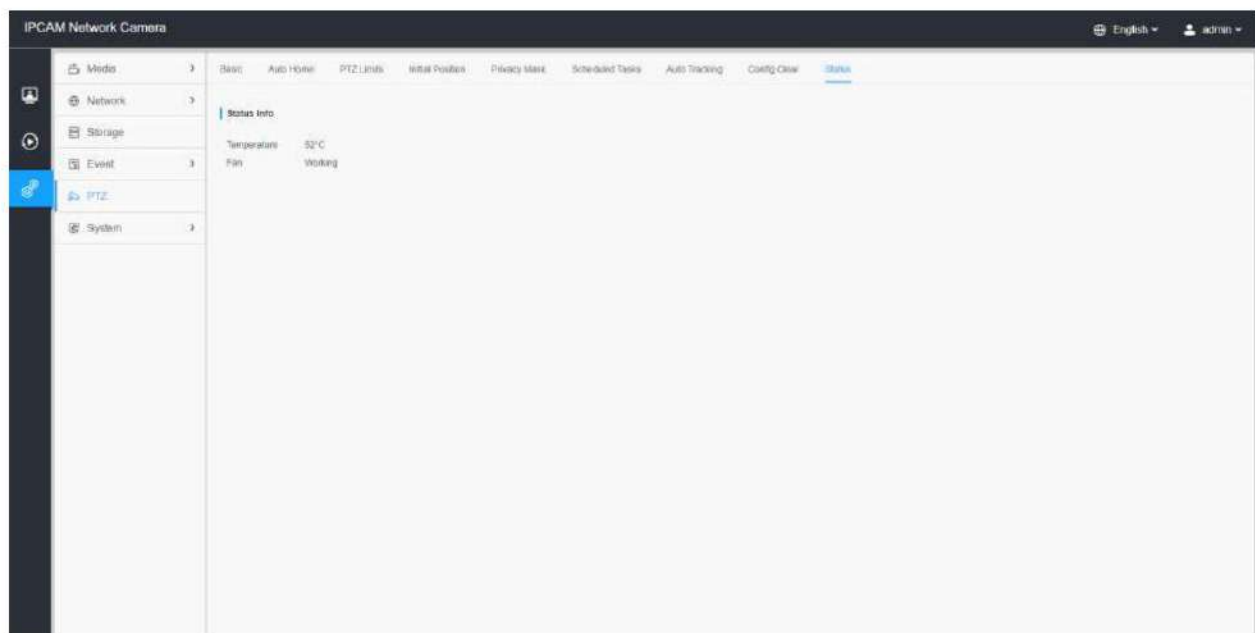 IPCAM Network Camera
English
admin
Media
Network
Storage
Event
PTZ
System
Basic Auto Home PTZ Limits Initial Position Privacy Mask Scheduled Tasks Auto Tracking Config Clear Status
Status Info
Temperature 52°C
Fan Working